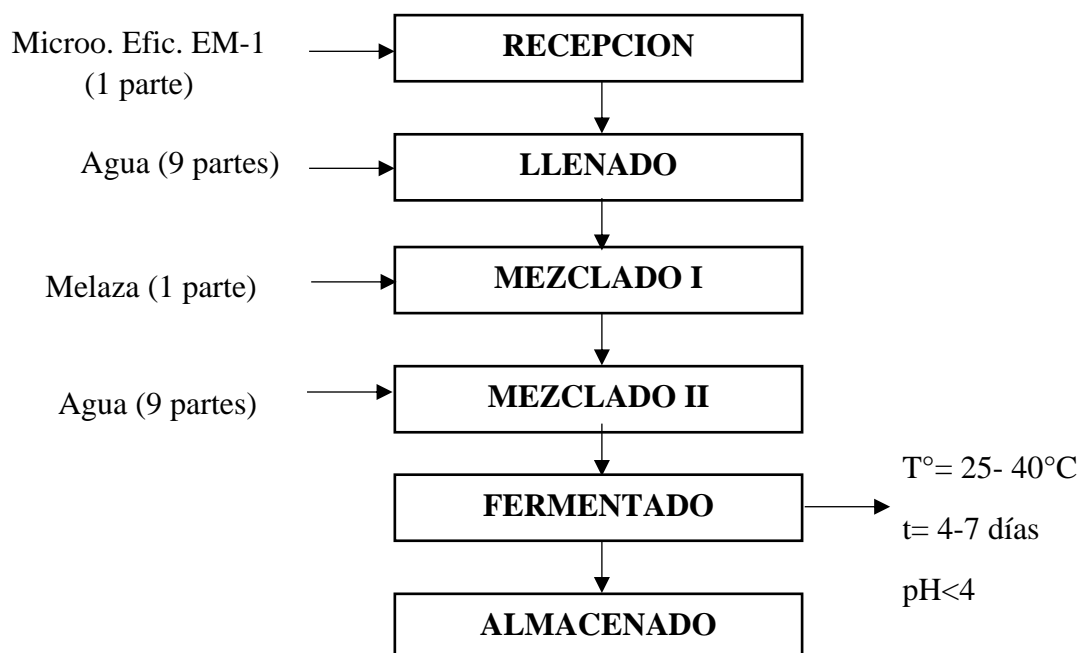 Microo. Efic. EM-1
(1 parte)
RECEPCION
Agua (9 partes)
LLENADO
Melaza (1 parte)
MEZCLADO I
Agua (9 partes)
MEZCLADO II
FERMENTADO
T°= 25- 40°C
t= 4-7 días
pH<4
ALMACENADO